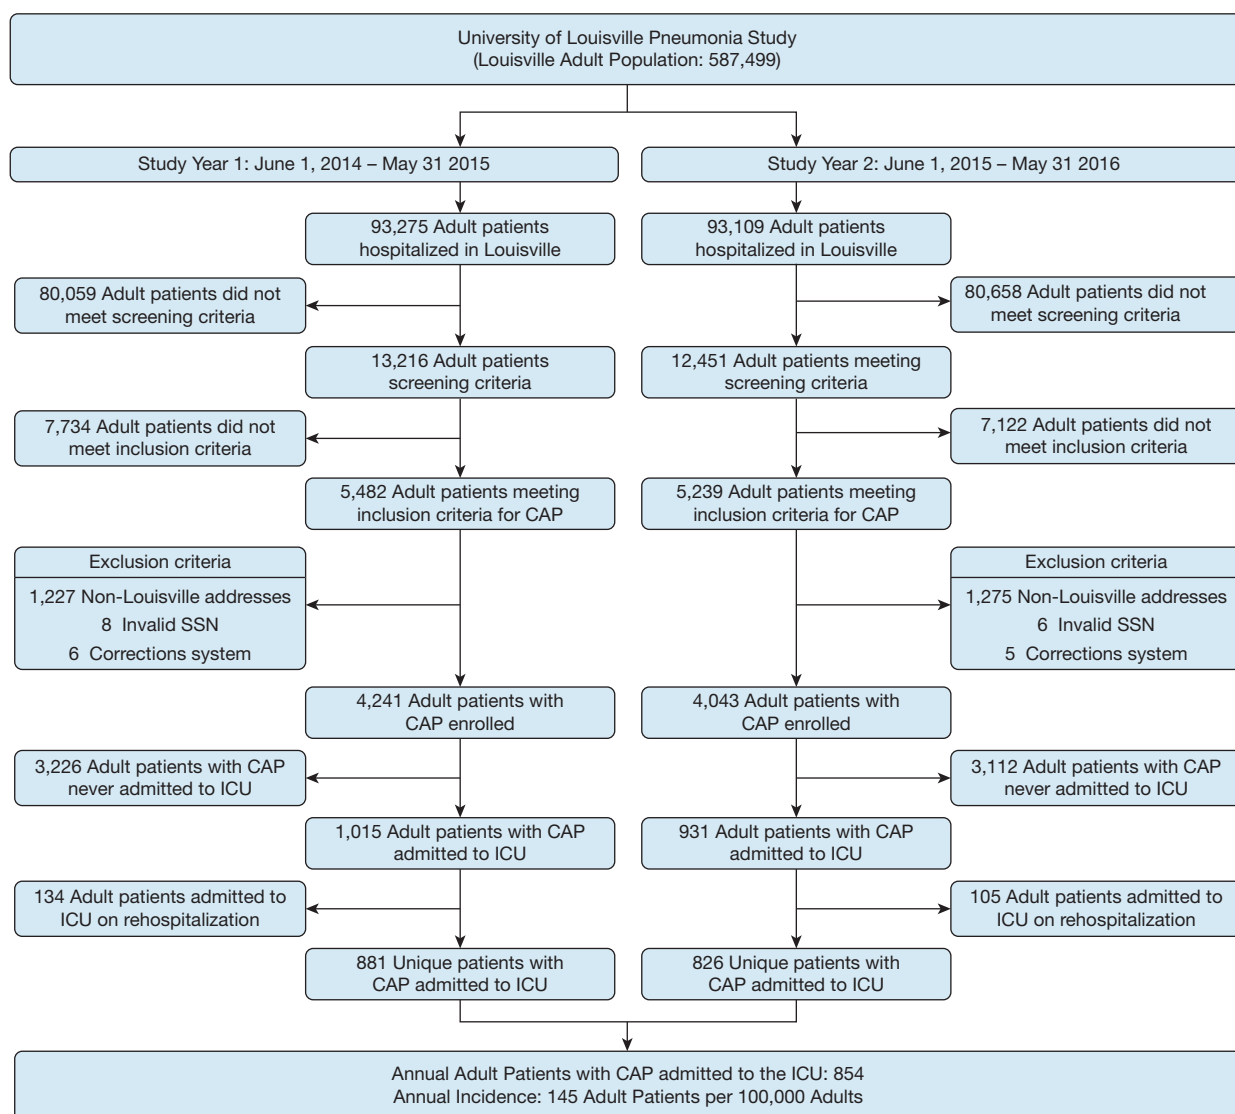 University of Louisville Pneumonia Study
(Louisville Adult Population: 587,499)
Study Year 1: June 1, 2014 – May 31 2015
Study Year 2: June 1, 2015 – May 31 2016
93,275 Adult patients
hospitalized in Louisville
93,109 Adult patients
hospitalized in Louisville
80,059 Adult patients did not
meet screening criteria
80,658 Adult patients did not
meet screening criteria
13,216 Adult patients
screening criteria
12,451 Adult patients meeting
screening criteria
7,734 Adult patients did not
meet inclusion criteria
7,122 Adult patients did not
meet inclusion criteria
5,482 Adult patients meeting
inclusion criteria for CAP
5,239 Adult patients meeting
inclusion criteria for CAP
Exclusion criteria
1,227 Non-Louisville addresses
8 Invalid SSN
6 Corrections system
Exclusion criteria
1,275 Non-Louisville addresses
6 Invalid SSN
5 Corrections system
4,241 Adult patients with
CAP enrolled
4,043 Adult patients with
CAP enrolled
3,226 Adult patients with CAP
never admitted to ICU
3,112 Adult patients with CAP
never admitted to ICU
1,015 Adult patients with CAP
admitted to ICU
931 Adult patients with CAP
admitted to ICU
134 Adult patients admitted to
ICU on rehospitalization
105 Adult patients admitted to
ICU on rehospitalization
881 Unique patients with
CAP admitted to ICU
826 Unique patients with
CAP admitted to ICU
Annual Adult Patients with CAP admitted to the ICU: 854
Annual Incidence: 145 Adult Patients per 100,000 Adults